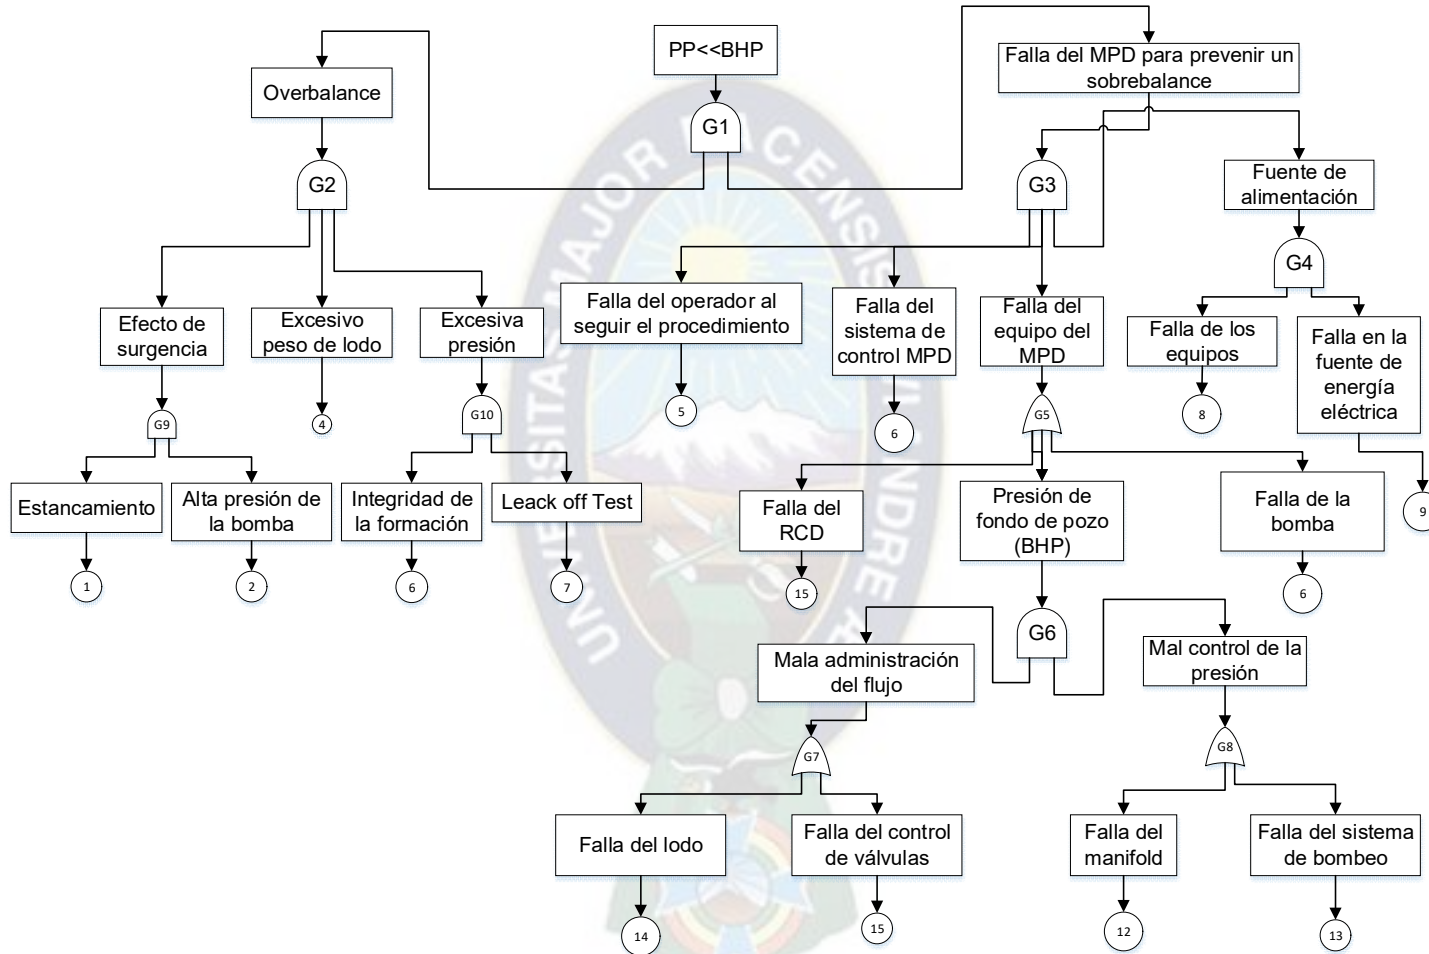 PP<<BHP
Falla del MPD para prevenir un
sobrebalance
Overbalance
G1
G2
G3
Fuente de
alimentación
G4
Efecto de
surgencia
Excesivo
peso de lodo
Excesiva
presión
Falla del operador al
seguir el procedimiento
Falla del
sistema de
control MPD
Falla del
equipo del
MPD
Falla de los
equipos
Falla en la
fuente de
energía
eléctrica
G9
4
G10
5
6
G5
8
9
Estancamiento
Alta presión de
la bomba
Integridad de
la formación
Leack off Test
Falla del
RCD
Presión de
fondo de pozo
(BHP)
Falla de la
bomba
1
2
6
7
15
6
G6
Mala administración
del flujo
Mal control de la
presión
G7
G8
Falla del lodo
Falla del control
de válvulas
Falla del
manifold
Falla del sistema
de bombeo
14
15
12
13
UNIVERSITAS MAJOR PACENSIS DIVI ANDREÆ